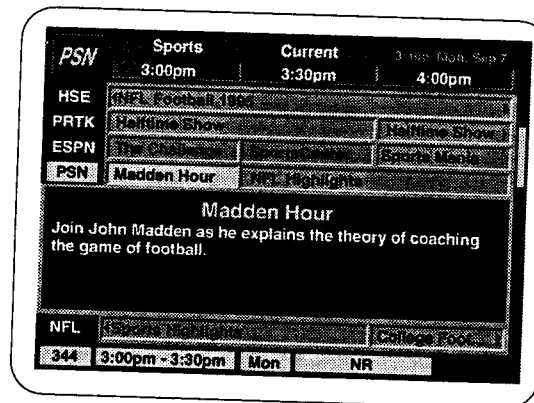 PSN Sports Current 3:10p Mon, Sep 7
3:00pm 3:30pm 4:00pm
HSE NFL Football 1995
PRTK Halftime Show Halftime Show
ESPN The Challenge SportsCenter Sports Mania
PSN Madden Hour NFL Highlights
Madden Hour
Join John Madden as he explains the theory of coaching
the game of football.
NFL Sports Highlights College Foot...
344 3:00pm - 3:30pm Mon NR